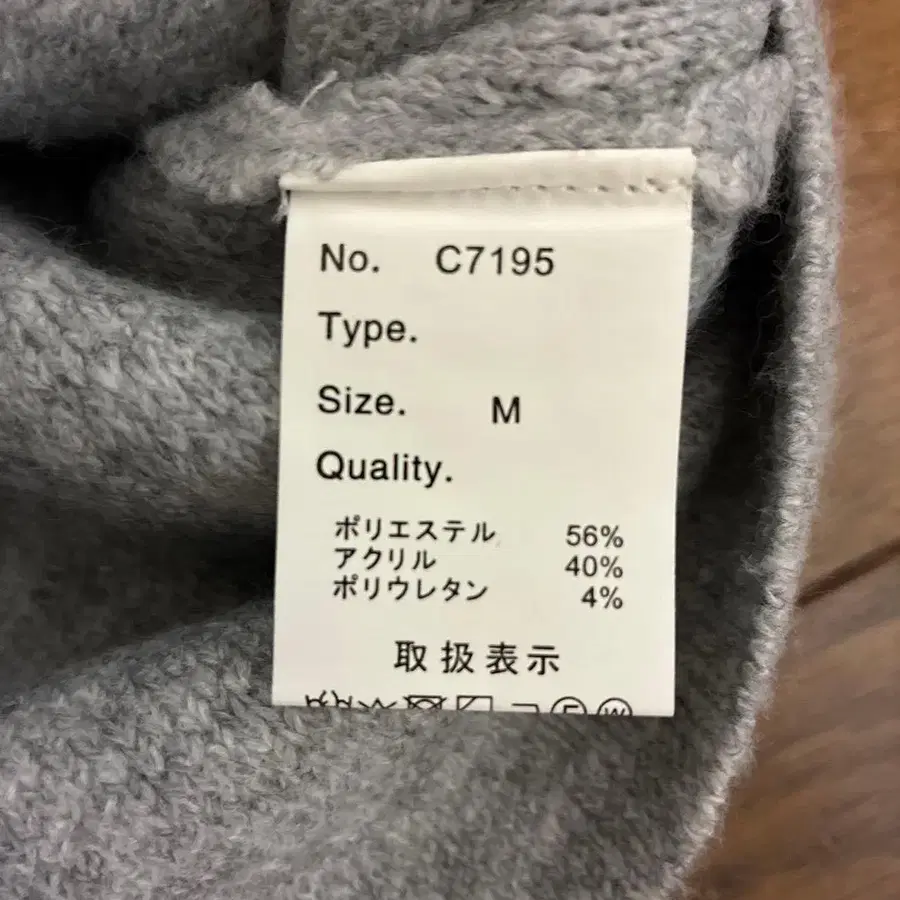 No. C7195
Type.
Size. M
Quality.
ポリエステル 56%
アクリル 40%
ポリウレタン 4%
取扱表示